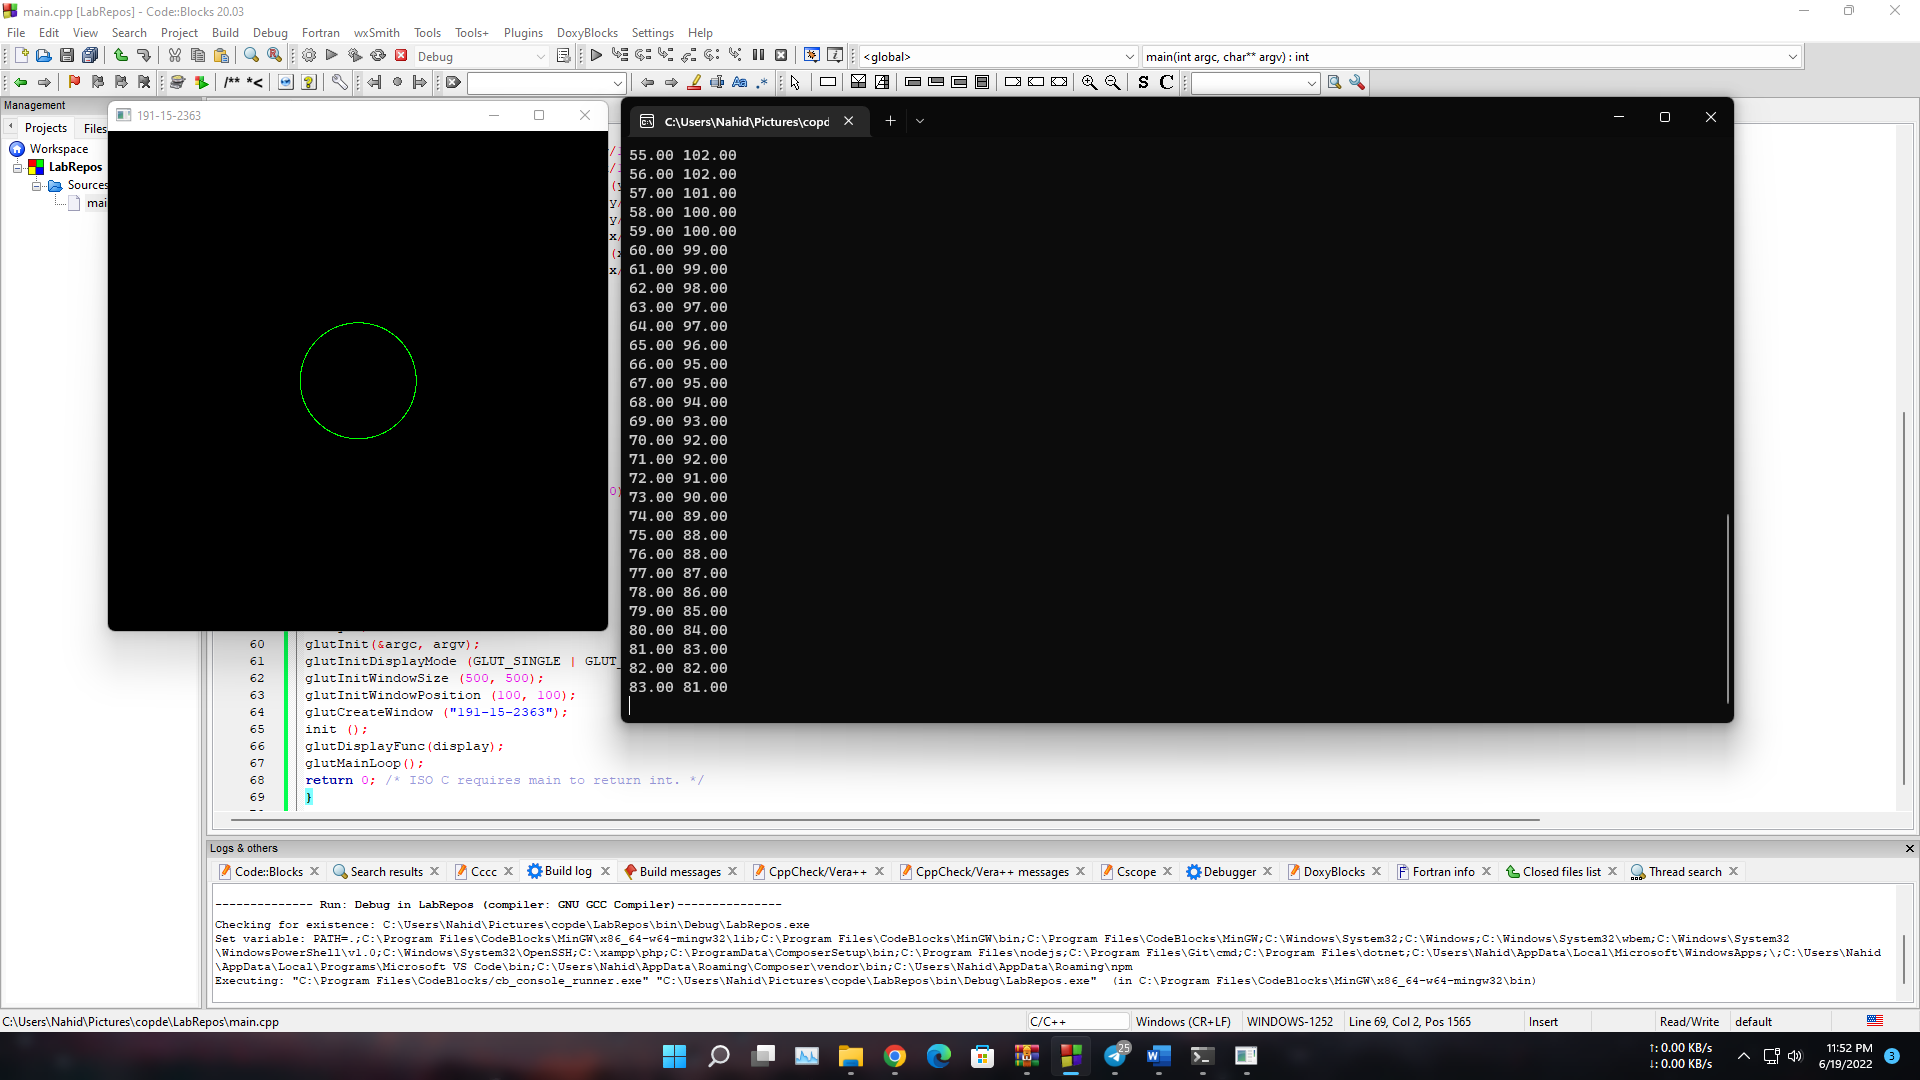 main.cpp [LabRepos] - Code::Blocks 20.03
File Edit View Search Project Build Debug Fortran wxSmith Tools Tools+ Plugins DoxyBlocks Settings Help
Debug
<global>
main(int argc, char** argv) : int
/** *<
Aa .*
S C
Management
Projects Files
Workspace
LabRepos
Sources
mai
191-15-2363
C:\Users\Nahid\Pictures\copd
55.00 102.00
56.00 102.00
57.00 101.00
58.00 100.00
59.00 100.00
60.00 99.00
61.00 99.00
62.00 98.00
63.00 97.00
64.00 97.00
65.00 96.00
66.00 95.00
67.00 95.00
68.00 94.00
69.00 93.00
70.00 92.00
71.00 92.00
72.00 91.00
73.00 90.00
74.00 89.00
75.00 88.00
76.00 88.00
77.00 87.00
78.00 86.00
79.00 85.00
80.00 84.00
81.00 83.00
82.00 82.00
83.00 81.00
60 glutInit(&argc, argv);
61 glutInitDisplayMode (GLUT_SINGLE | GLUT_
62 glutInitWindowSize (500, 500);
63 glutInitWindowPosition (100, 100);
64 glutCreateWindow ("191-15-2363");
65 init ();
66 glutDisplayFunc(display);
67 glutMainLoop();
68 return 0; /* ISO C requires main to return int. */
69 }
Logs & others
Code::Blocks Search results Cccc Build log Build messages CppCheck/Vera++ CppCheck/Vera++ messages Cscope Debugger DoxyBlocks Fortran info Closed files list Thread search
-------------- Run: Debug in LabRepos (compiler: GNU GCC Compiler)---------------
Checking for existence: C:\Users\Nahid\Pictures\copde\LabRepos\bin\Debug\LabRepos.exe
Set variable: PATH=.;C:\Program Files\CodeBlocks\MinGW\x86_64-w64-mingw32\lib;C:\Program Files\CodeBlocks\MinGW\bin;C:\Program Files\CodeBlocks\MinGW;C:\Windows\System32;C:\Windows;C:\Windows\System32\wbem;C:\Windows\System32
\WindowsPowerShell\v1.0;C:\Windows\System32\OpenSSH;C:\xampp\php;C:\ProgramData\ComposerSetup\bin;C:\Program Files\nodejs;C:\Program Files\Git\cmd;C:\Program Files\dotnet;C:\Users\Nahid\AppData\Local\Microsoft\WindowsApps;\;C:\Users\Nahid
\AppData\Local\Programs\Microsoft VS Code\bin;C:\Users\Nahid\AppData\Roaming\Composer\vendor\bin;C:\Users\Nahid\AppData\Roaming\npm
Executing: "C:\Program Files\CodeBlocks/cb_console_runner.exe" "C:\Users\Nahid\Pictures\copde\LabRepos\bin\Debug\LabRepos.exe" (in C:\Program Files\CodeBlocks\MinGW\x86_64-w64-mingw32\bin)
C:\Users\Nahid\Pictures\copde\LabRepos\main.cpp
C/C++ Windows (CR+LF) WINDOWS-1252 Line 69, Col 2, Pos 1565 Insert Read/Write default
25
↑: 0.00 KB/s
↓: 0.00 KB/s
11:52 PM
6/19/2022
3